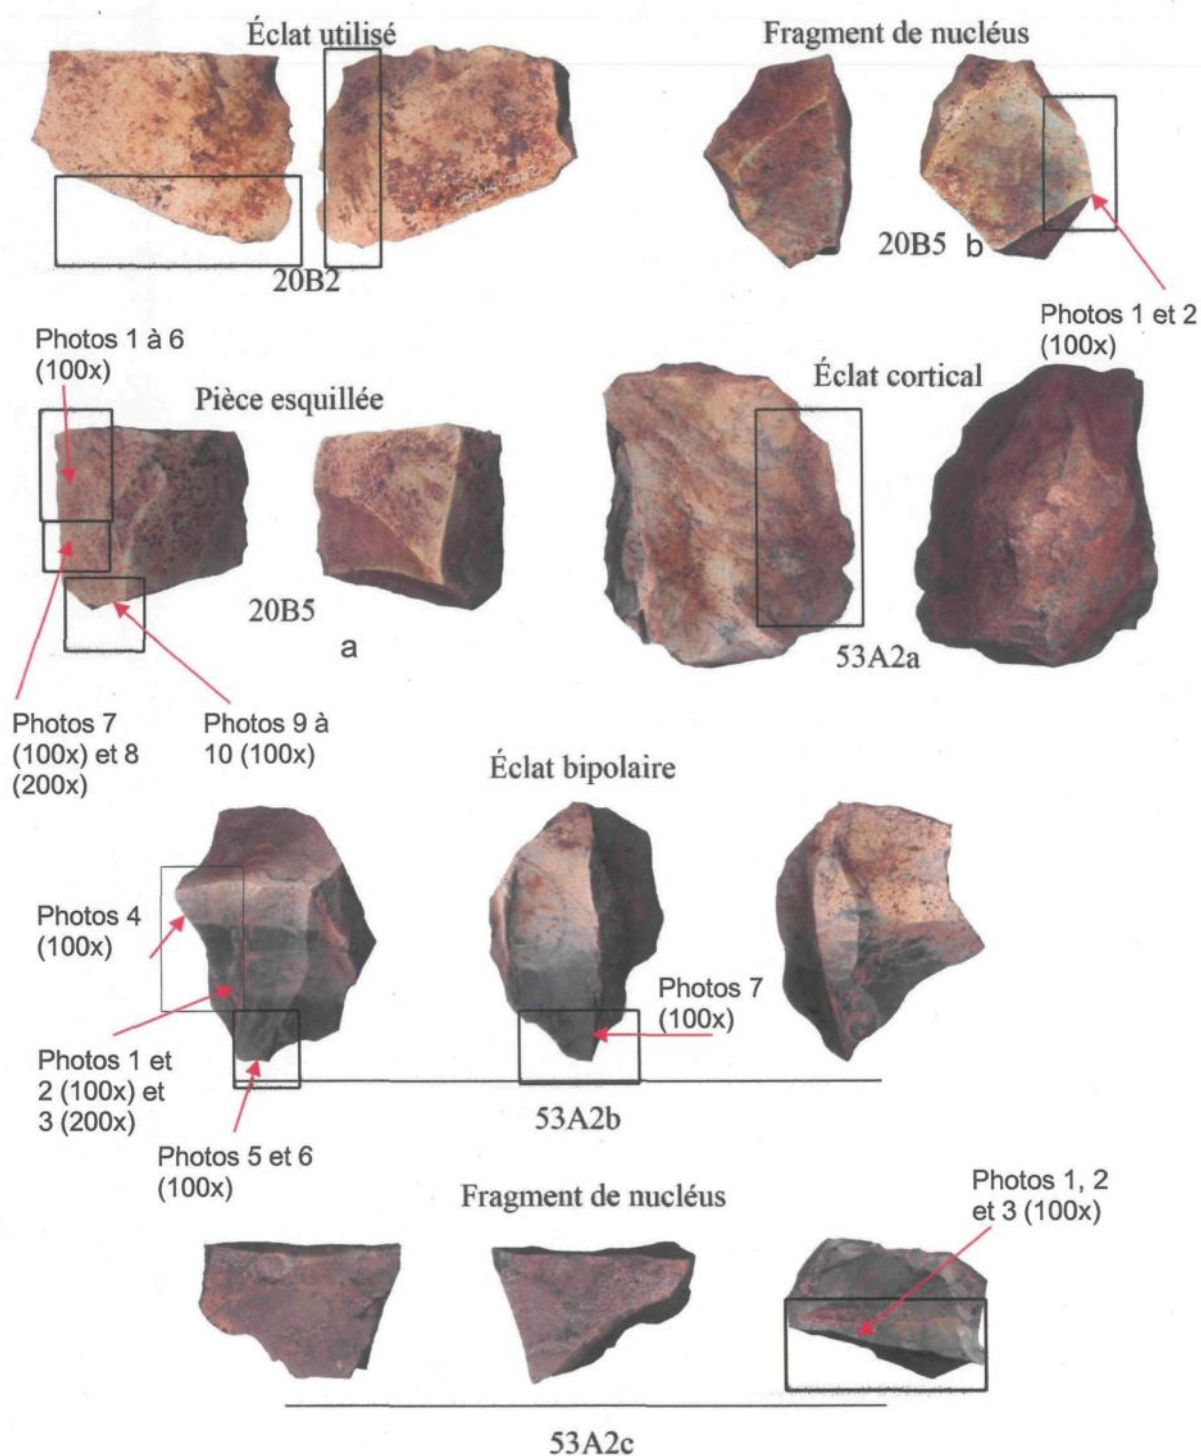 Éclat utilisé
Fragment de nucléus
20B2
20B5 b
Photos 1 et 2
(100x)
Photos 1 à 6
(100x)
Pièce esquillée
Éclat cortical
20B5
a
53A2a
Photos 7
(100x) et 8
(200x)
Photos 9 à
10 (100x)
Éclat bipolaire
Photos 4
(100x)
Photos 7
(100x)
Photos 1 et
2 (100x) et
3 (200x)
53A2b
Photos 5 et 6
(100x)
Fragment de nucléus
Photos 1, 2
et 3 (100x)
53A2c